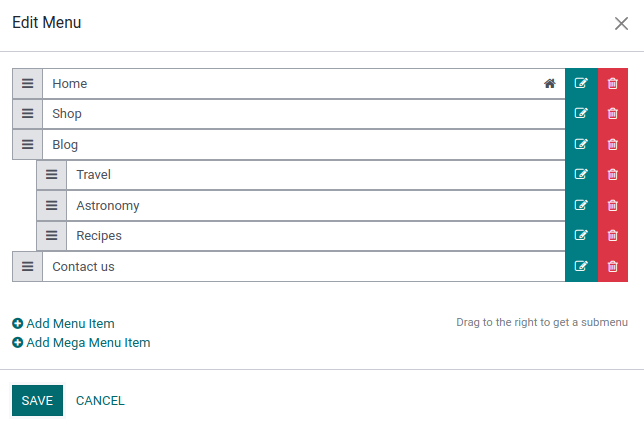 Edit Menu
Home
Shop
Blog
Travel
Astronomy
Recipes
Contact us
Add Menu Item
Drag to the right to get a submenu
Add Mega Menu Item
SAVE
CANCEL